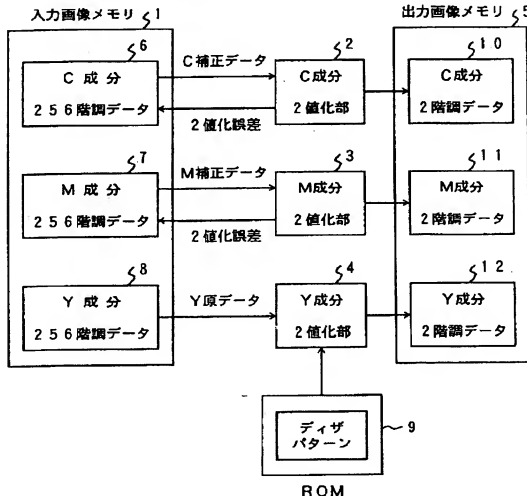 入力画像メモリ 1
出力画像メモリ 5
6
C 成分
256階調データ
C補正データ
2値化誤差
2
C成分
2値化部
10
C成分
2階調データ
7
M 成分
256階調データ
M補正データ
2値化誤差
3
M成分
2値化部
11
M成分
2階調データ
8
Y 成分
256階調データ
Y原データ
4
Y成分
2値化部
12
Y成分
2階調データ
ディザ
パターン
9
ROM